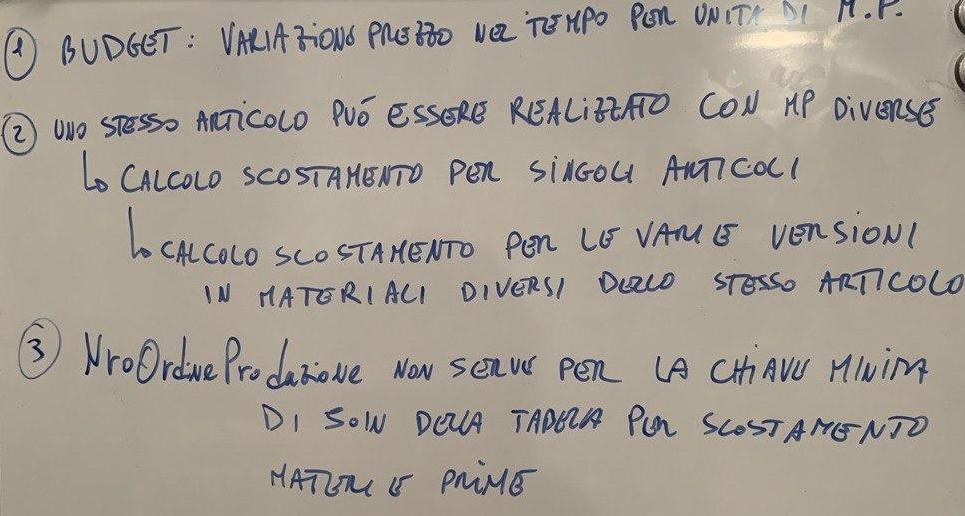 1 BUDGET: VARIAZIONE PREZZO NEL TEMPO PER UNITÀ DI M.P.
2 UNO STESSO ARTICOLO PUÓ ESSERE REALIZZATO CON MP DIVERSE
↳ CALCOLO SCOSTAMENTO PER SINGOLI ARTICOLI
↳ CALCOLO SCOSTAMENTO PER LE VARIE VERSIONI
IN MATERIALI DIVERSI DELLO STESSO ARTICOLO
3 NroOrdineProduzione NON SERVE PER LA CHIAVE MINIMA
DI JOIN DELLA TABELLA PER SCOSTAMENTO
MATERIE PRIME